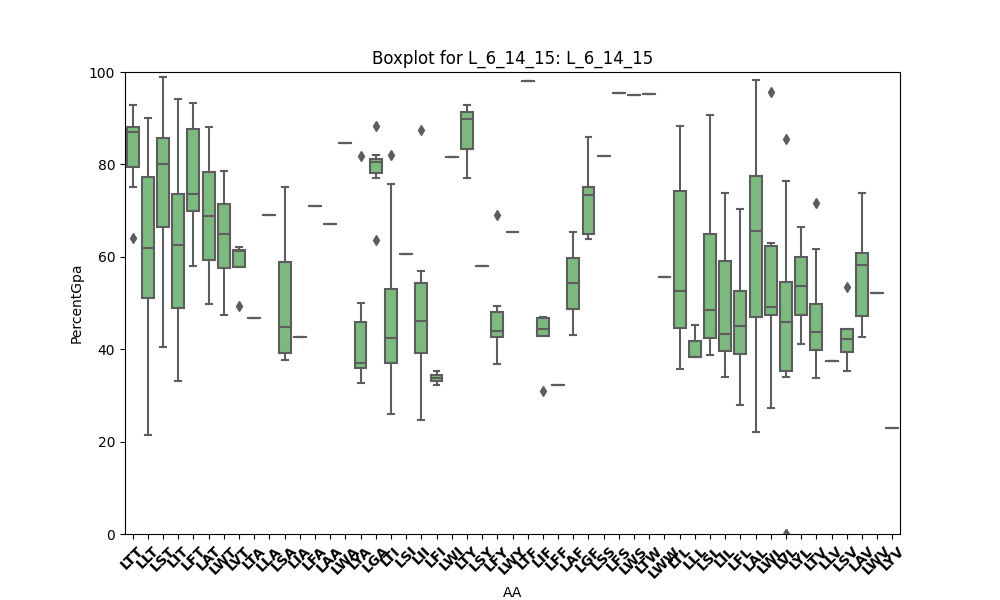 Boxplot for L_6_14_15: L_6_14_15
100
80
60
40
20
0
PercentGpa
LTT LLT LST LIT LFT LAT LWT LVT LTA LLA LSA LIA LFA LAA LWA LYA LGA LTI LSI LII LFI LWI LTY LSY LFY LWY LTF LIF LFF LAF LGF LSS LFS LWS LTW LWW LTL LLL LSL LIL LFL LAL LWL LVL LYL LTV LLV LSV LAV LWV LYV
AA